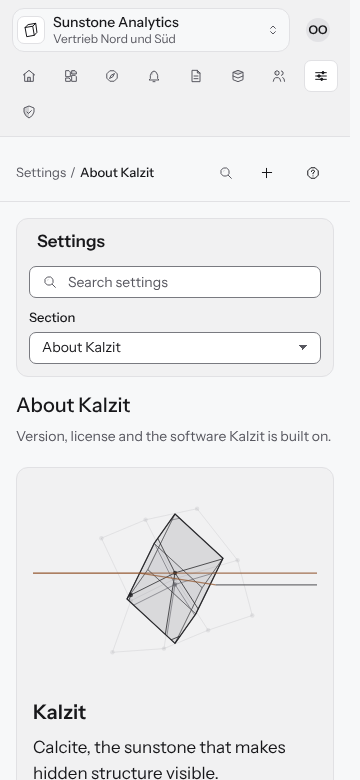 Sunstone Analytics
Vertrieb Nord und Süd
OO
Settings / About Kalzit
Settings
Search settings
Section
About Kalzit
About Kalzit
Version, license and the software Kalzit is built on.
Kalzit
Calcite, the sunstone that makes
hidden structure visible.